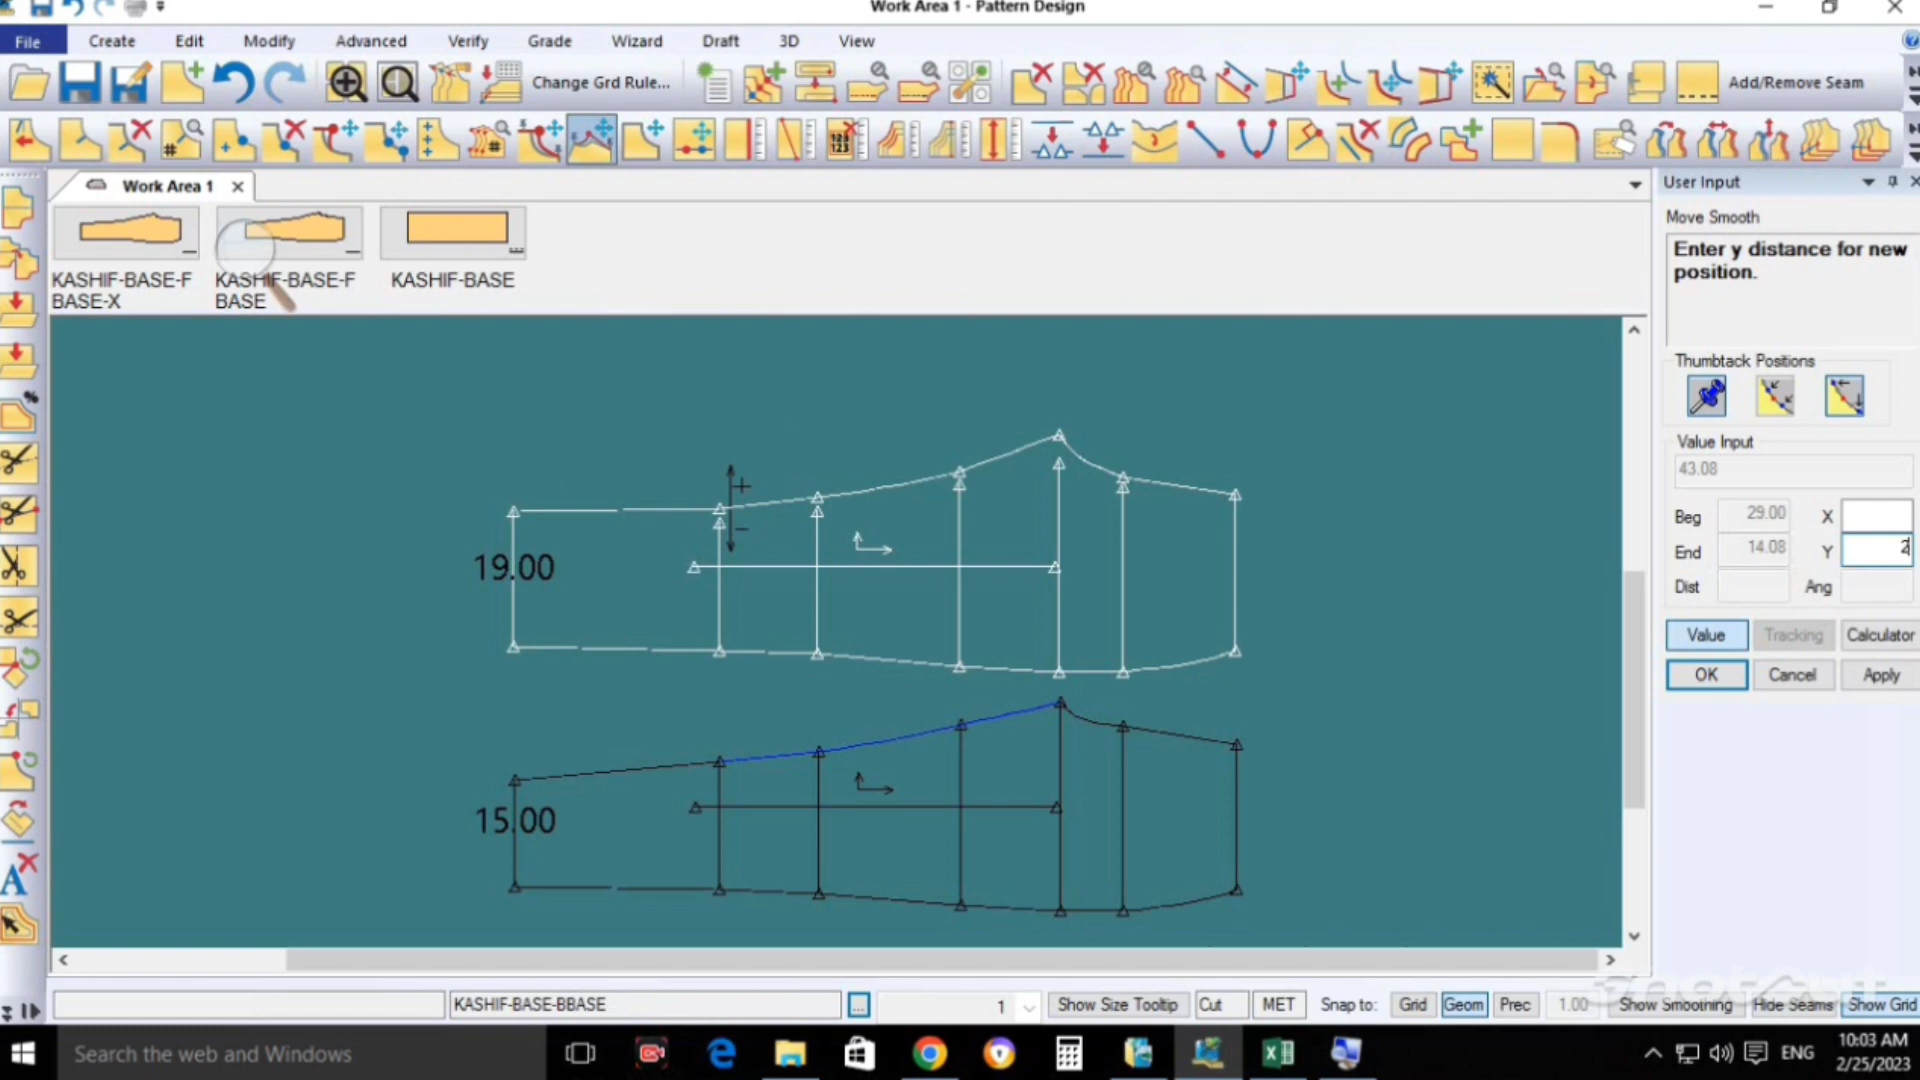 Work Area 1 - Pattern Design
File Create Edit Modify Advanced Verify Grade Wizard Draft 3D View
Change Grd Rule...
Add/Remove Seam
Work Area 1
KASHIF-BASE-F
BASE-X
KASHIF-BASE-F
BASE
KASHIF-BASE
19.00
15.00
User Input
Move Smooth
Enter y distance for new
position.
Thumbtack Positions
Value Input
43.08
Beg 29.00 X
End 14.08 Y 2
Dist Ang
Value Tracking Calculator
OK Cancel Apply
KASHIF-BASE-BBASE ... 1 Show Size Tooltip Cut MET Snap to: Grid Geom Prec 1.00 Show Smoothing Hide Seams Show Grid
Search the web and Windows
ENG
10:03 AM
2/25/2023